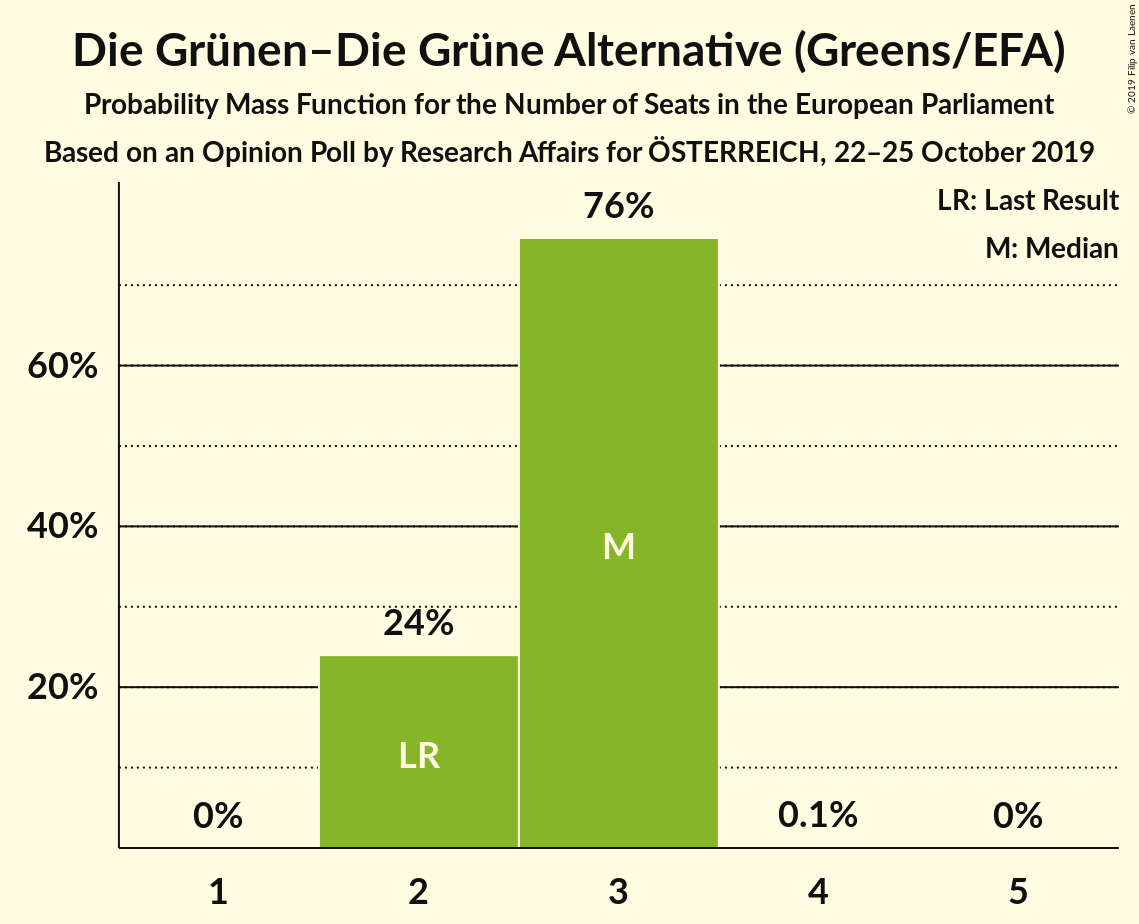 Die Grünen–Die Grüne Alternative (Greens/EFA)
Probability Mass Function for the Number of Seats in the European Parliament
Based on an Opinion Poll by Research Affairs for ÖSTERREICH, 22–25 October 2019
© 2019 Filip van Laenen
LR: Last Result
M: Median
76%
60%
40%
20%
24%
M
LR
0%
0.1%
0%
1
2
3
4
5